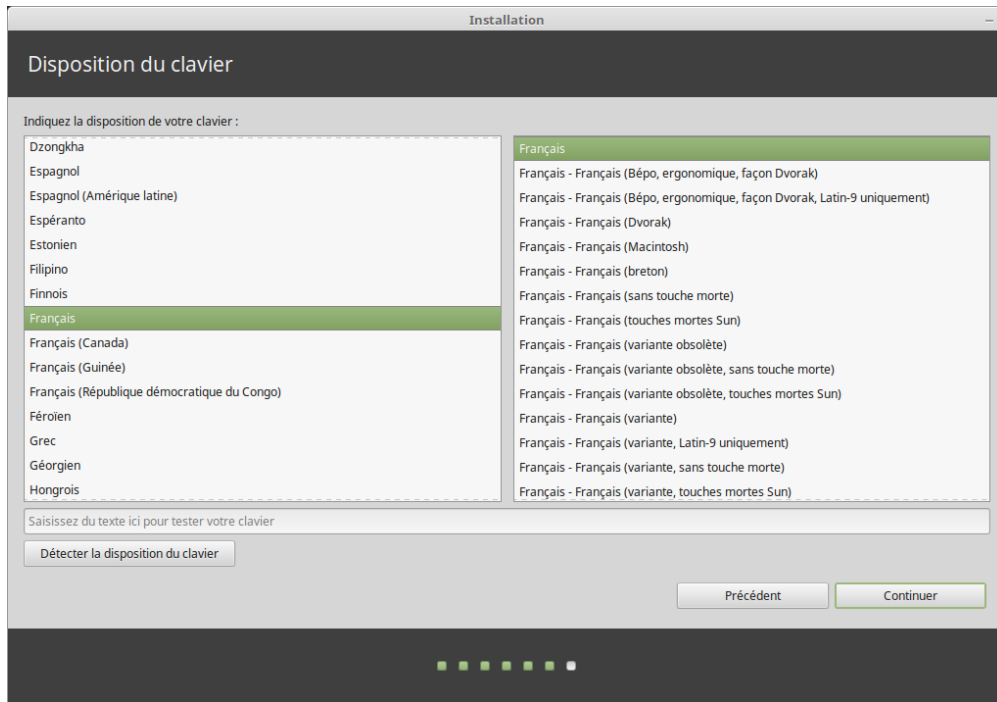 Installation
Disposition du clavier
Indiquez la disposition de votre clavier :
Dzongkha
Espagnol
Espagnol (Amérique latine)
Espéranto
Estonien
Filipino
Finnois
Français
Français (Canada)
Français (Guinée)
Français (République démocratique du Congo)
Féroïen
Grec
Géorgien
Hongrois
Français
Français - Français (Bépo, ergonomique, façon Dvorak)
Français - Français (Bépo, ergonomique, façon Dvorak, Latin-9 uniquement)
Français - Français (Dvorak)
Français - Français (Macintosh)
Français - Français (breton)
Français - Français (sans touche morte)
Français - Français (touches mortes Sun)
Français - Français (variante obsolète)
Français - Français (variante obsolète, sans touche morte)
Français - Français (variante obsolète, touches mortes Sun)
Français - Français (variante)
Français - Français (variante, Latin-9 uniquement)
Français - Français (variante, sans touche morte)
Français - Français (variante, touches mortes Sun)
Saisissez du texte ici pour tester votre clavier
Détecter la disposition du clavier
Précédent
Continuer